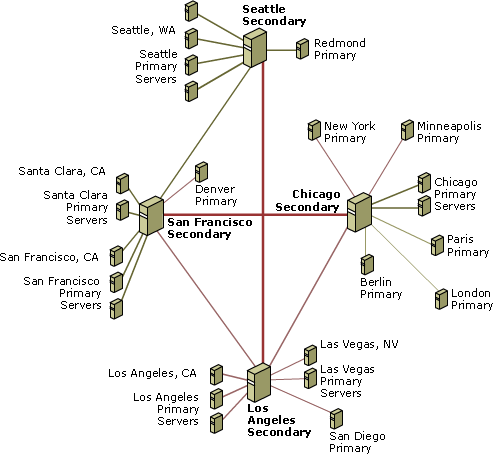 Seattle
Secondary
Seattle, WA
Seattle
Primary
Servers
Redmond
Primary
New York
Primary
Minneapolis
Primary
Santa Clara, CA
Santa Clara
Primary
Servers
Denver
Primary
Chicago
Secondary
Chicago
Primary
Servers
San Francisco
Secondary
San Francisco, CA
San Francisco
Primary
Servers
Paris
Primary
Berlin
Primary
London
Primary
Las Vegas, NV
Los Angeles, CA
Las Vegas
Primary
Servers
Los Angeles
Primary
Servers
Los
Angeles
Secondary
San Diego
Primary